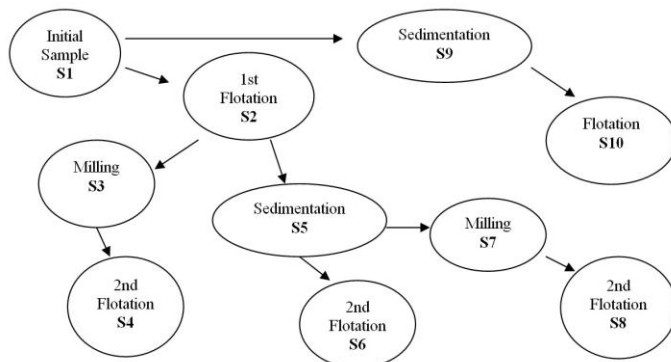 Initial
Sample
S1
Sedimentation
S9
1st
Flotation
S2
Flotation
S10
Milling
S3
Sedimentation
S5
Milling
S7
2nd
Flotation
S4
2nd
Flotation
S6
2nd
Flotation
S8